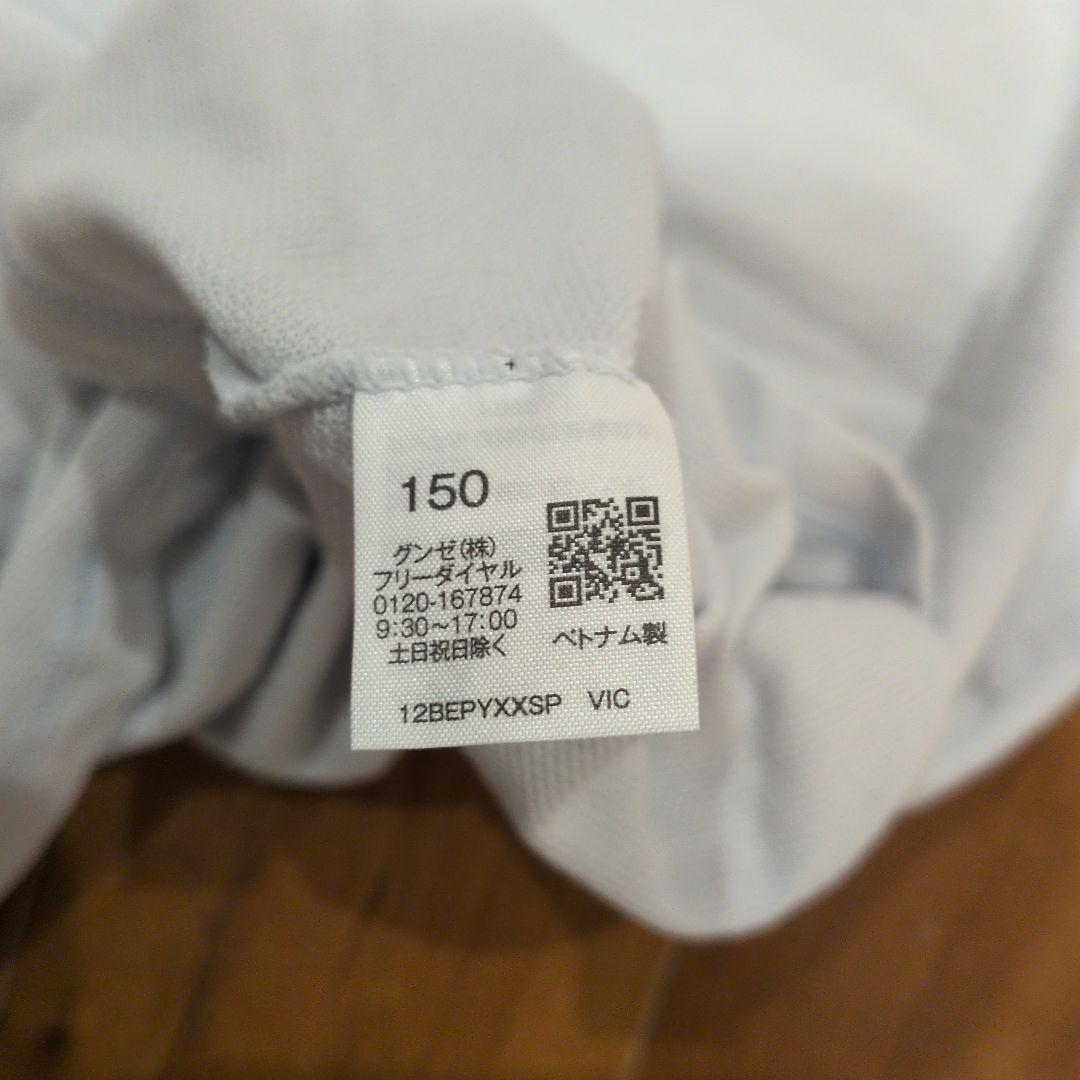 150
グンゼ(株)
フリーダイヤル
0120-167874
9:30～17:00
土日祝日除く
ベトナム製
12BEPYXXSP VIC